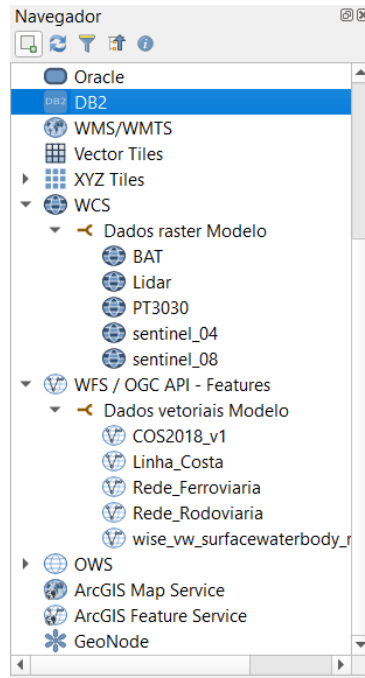 Navegador
Oracle
DB2 DB2
WMS/WMTS
Vector Tiles
XYZ Tiles
WCS
Dados raster Modelo
BAT
Lidar
PT3030
sentinel_04
sentinel_08
WFS / OGC API - Features
Dados vetoriais Modelo
COS2018_v1
Linha_Costa
Rede_Ferroviaria
Rede_Rodoviaria
wise_vw_surfacewaterbody_r
OWS
ArcGIS Map Service
ArcGIS Feature Service
GeoNode